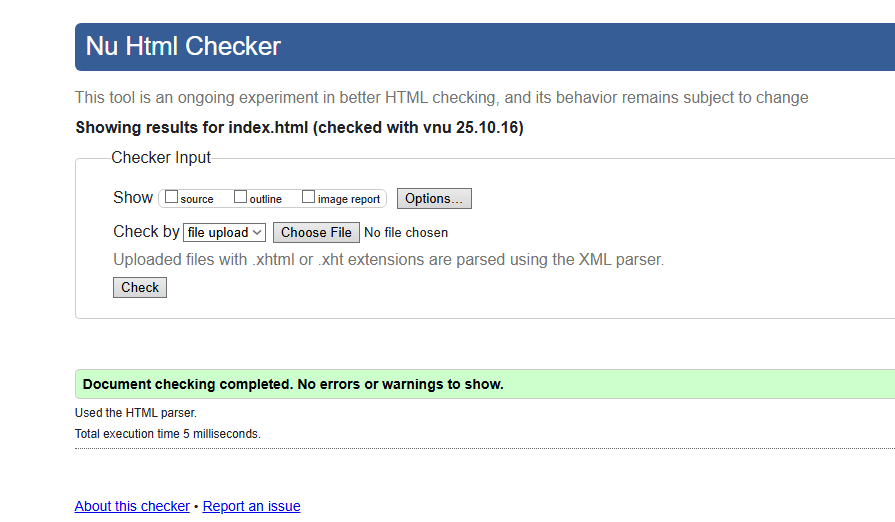 Nu Html Checker
This tool is an ongoing experiment in better HTML checking, and its behavior remains subject to change
Showing results for index.html (checked with vnu 25.10.16)
Checker Input
Show source outline image report Options...
Check by file upload Choose File No file chosen
Uploaded files with .xhtml or .xht extensions are parsed using the XML parser.
Check
Document checking completed. No errors or warnings to show.
Used the HTML parser.
Total execution time 5 milliseconds.
About this checker • Report an issue